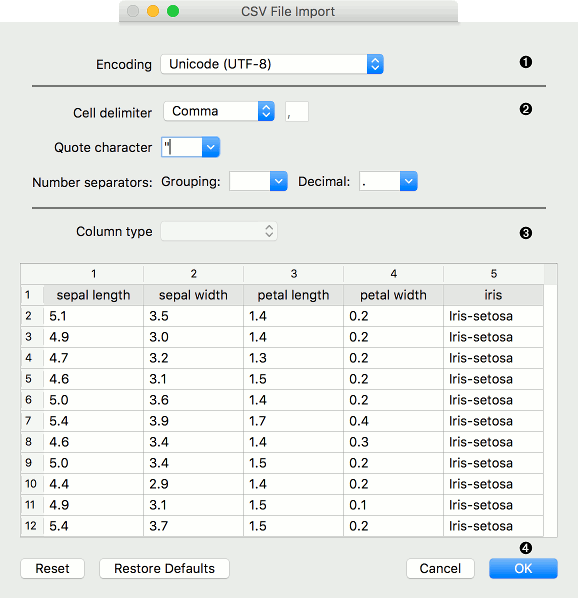 CSV File Import
Encoding Unicode (UTF-8) ❶
Cell delimiter Comma , ❷
Quote character "
Number separators: Grouping: Decimal: .
Column type ❸
1 2 3 4 5
1 sepal length sepal width petal length petal width iris
2 5.1 3.5 1.4 0.2 Iris-setosa
3 4.9 3.0 1.4 0.2 Iris-setosa
4 4.7 3.2 1.3 0.2 Iris-setosa
5 4.6 3.1 1.5 0.2 Iris-setosa
6 5.0 3.6 1.4 0.2 Iris-setosa
7 5.4 3.9 1.7 0.4 Iris-setosa
8 4.6 3.4 1.4 0.3 Iris-setosa
9 5.0 3.4 1.5 0.2 Iris-setosa
10 4.4 2.9 1.4 0.2 Iris-setosa
11 4.9 3.1 1.5 0.1 Iris-setosa
12 5.4 3.7 1.5 0.2 Iris-setosa
❹
Reset Restore Defaults Cancel OK